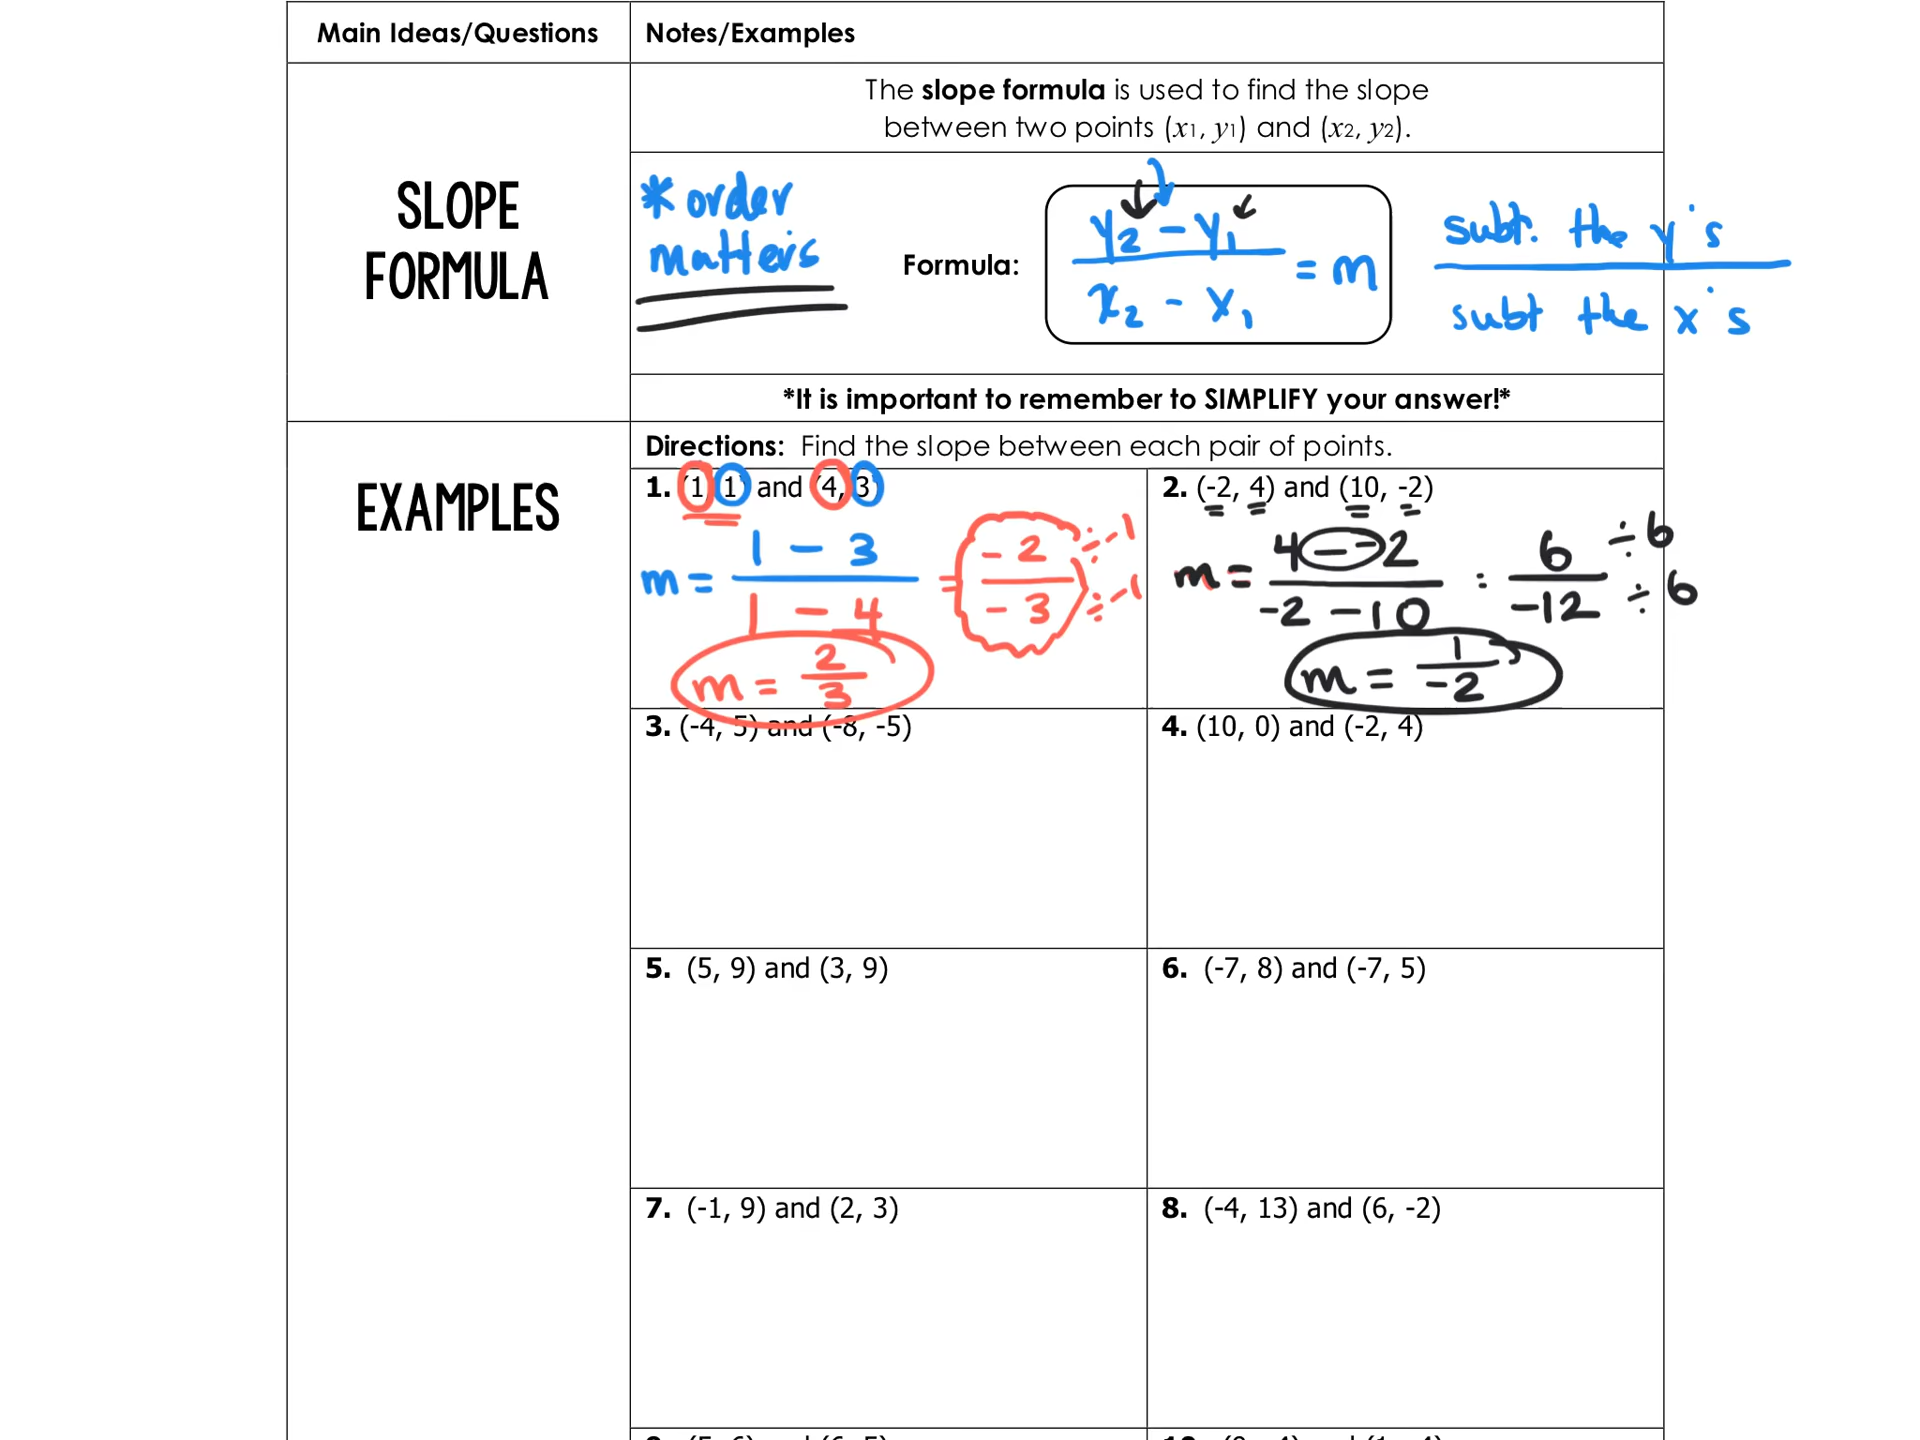 Main Ideas/Questions
Notes/Examples
SLOPE
FORMULA
The slope formula is used to find the slope
between two points (x1, y1) and (x2, y2).
* order
matters
Formula:
y2 - y1
x2 - x1
= m
subt. the y's
subt the x's
*It is important to remember to SIMPLIFY your answer!*
EXAMPLES
Directions: Find the slope between each pair of points.
1. (1, 1) and (4, 3)
m = 1 - 3
1 - 4
= -2 ÷ -1
-3 ÷ -1
m = 2
3
2. (-2, 4) and (10, -2)
m = 4 - -2
-2 - 10
: 6 ÷ 6
-12 ÷ 6
m = 1
-2
3. (-4, 5) and (-8, -5)
4. (10, 0) and (-2, 4)
5. (5, 9) and (3, 9)
6. (-7, 8) and (-7, 5)
7. (-1, 9) and (2, 3)
8. (-4, 13) and (6, -2)